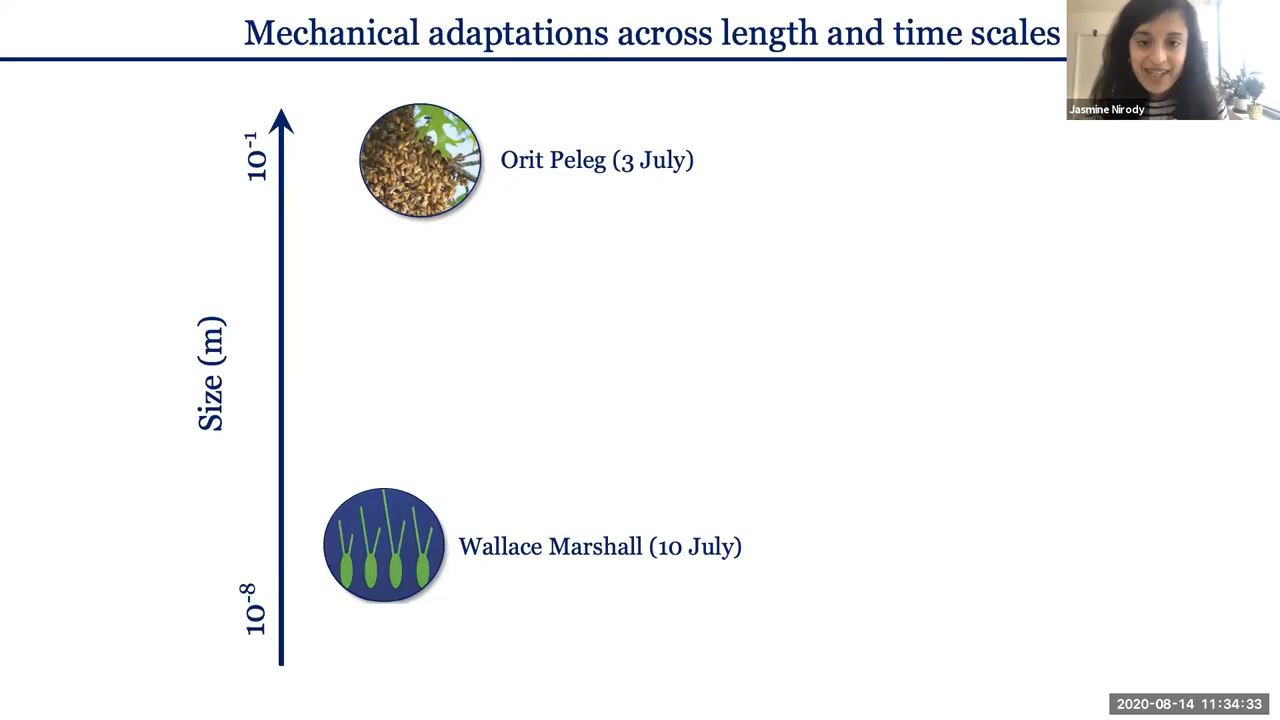 Mechanical adaptations across length and time scales
Jasmine Nirody
10⁻¹
Orit Peleg (3 July)
Size (m)
Wallace Marshall (10 July)
10⁻⁸
2020-08-14 11:34:33